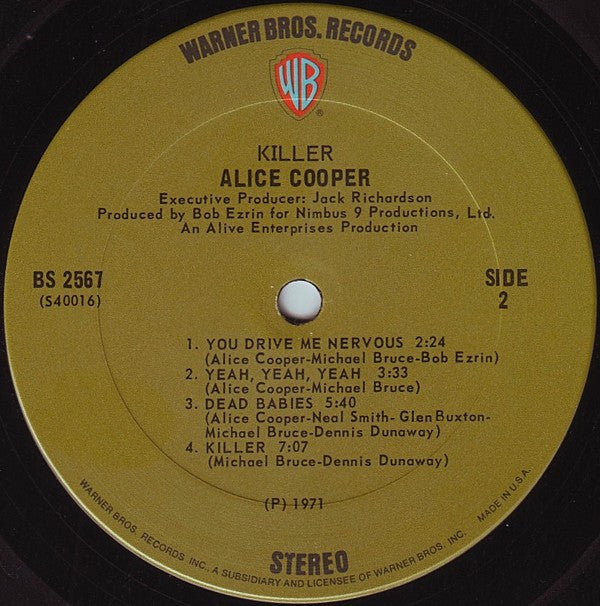 WARNER BROS. RECORDS
WB
®
KILLER
ALICE COOPER
Executive Producer: Jack Richardson
Produced by Bob Ezrin for Nimbus 9 Productions, Ltd.
An Alive Enterprises Production
BS 2567
(S40016)
SIDE
2
1. YOU DRIVE ME NERVOUS 2:24
(Alice Cooper-Michael Bruce-Bob Ezrin)
2. YEAH, YEAH, YEAH 3:33
(Alice Cooper-Michael Bruce)
3. DEAD BABIES 5:40
(Alice Cooper-Neal Smith-Glen Buxton-
Michael Bruce-Dennis Dunaway)
4. KILLER 7:07
(Michael Bruce-Dennis Dunaway)
(P) 1971
STEREO
WARNER BROS. RECORDS INC., A SUBSIDIARY AND LICENSEE OF WARNER BROS. INC. MADE IN U.S.A.